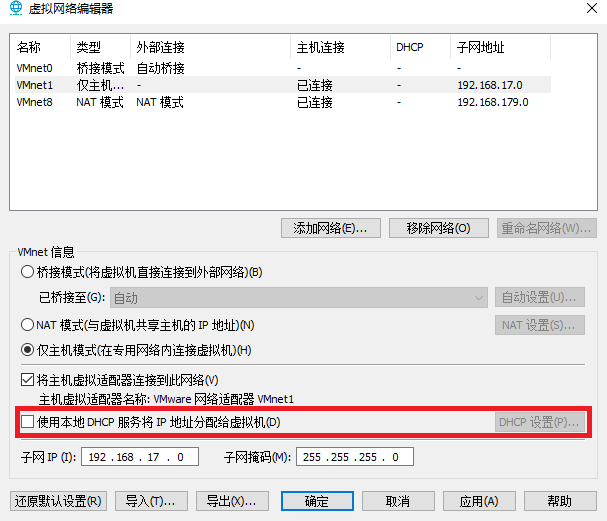 虚拟网络编辑器
名称 类型 外部连接 主机连接 DHCP 子网地址
VMnet0 桥接模式 自动桥接 - - -
VMnet1 仅主机... - 已连接 - 192.168.17.0
VMnet8 NAT 模式 NAT 模式 已连接 - 192.168.179.0
添加网络(E)... 移除网络(O) 重命名网络(W)...
VMnet 信息
桥接模式(将虚拟机直接连接到外部网络)(B)
已桥接至(G): 自动 自动设置(U)...
NAT 模式(与虚拟机共享主机的 IP 地址)(N) NAT 设置(S)...
仅主机模式(在专用网络内连接虚拟机)(H)
将主机虚拟适配器连接到此网络(V)
主机虚拟适配器名称: VMware 网络适配器 VMnet1
使用本地 DHCP 服务将 IP 地址分配给虚拟机(D) DHCP 设置(P)...
子网 IP (I): 192 . 168 . 17 . 0 子网掩码(M): 255 . 255 . 255 . 0
还原默认设置(R) 导入(T)... 导出(X)... 确定 取消 应用(A) 帮助